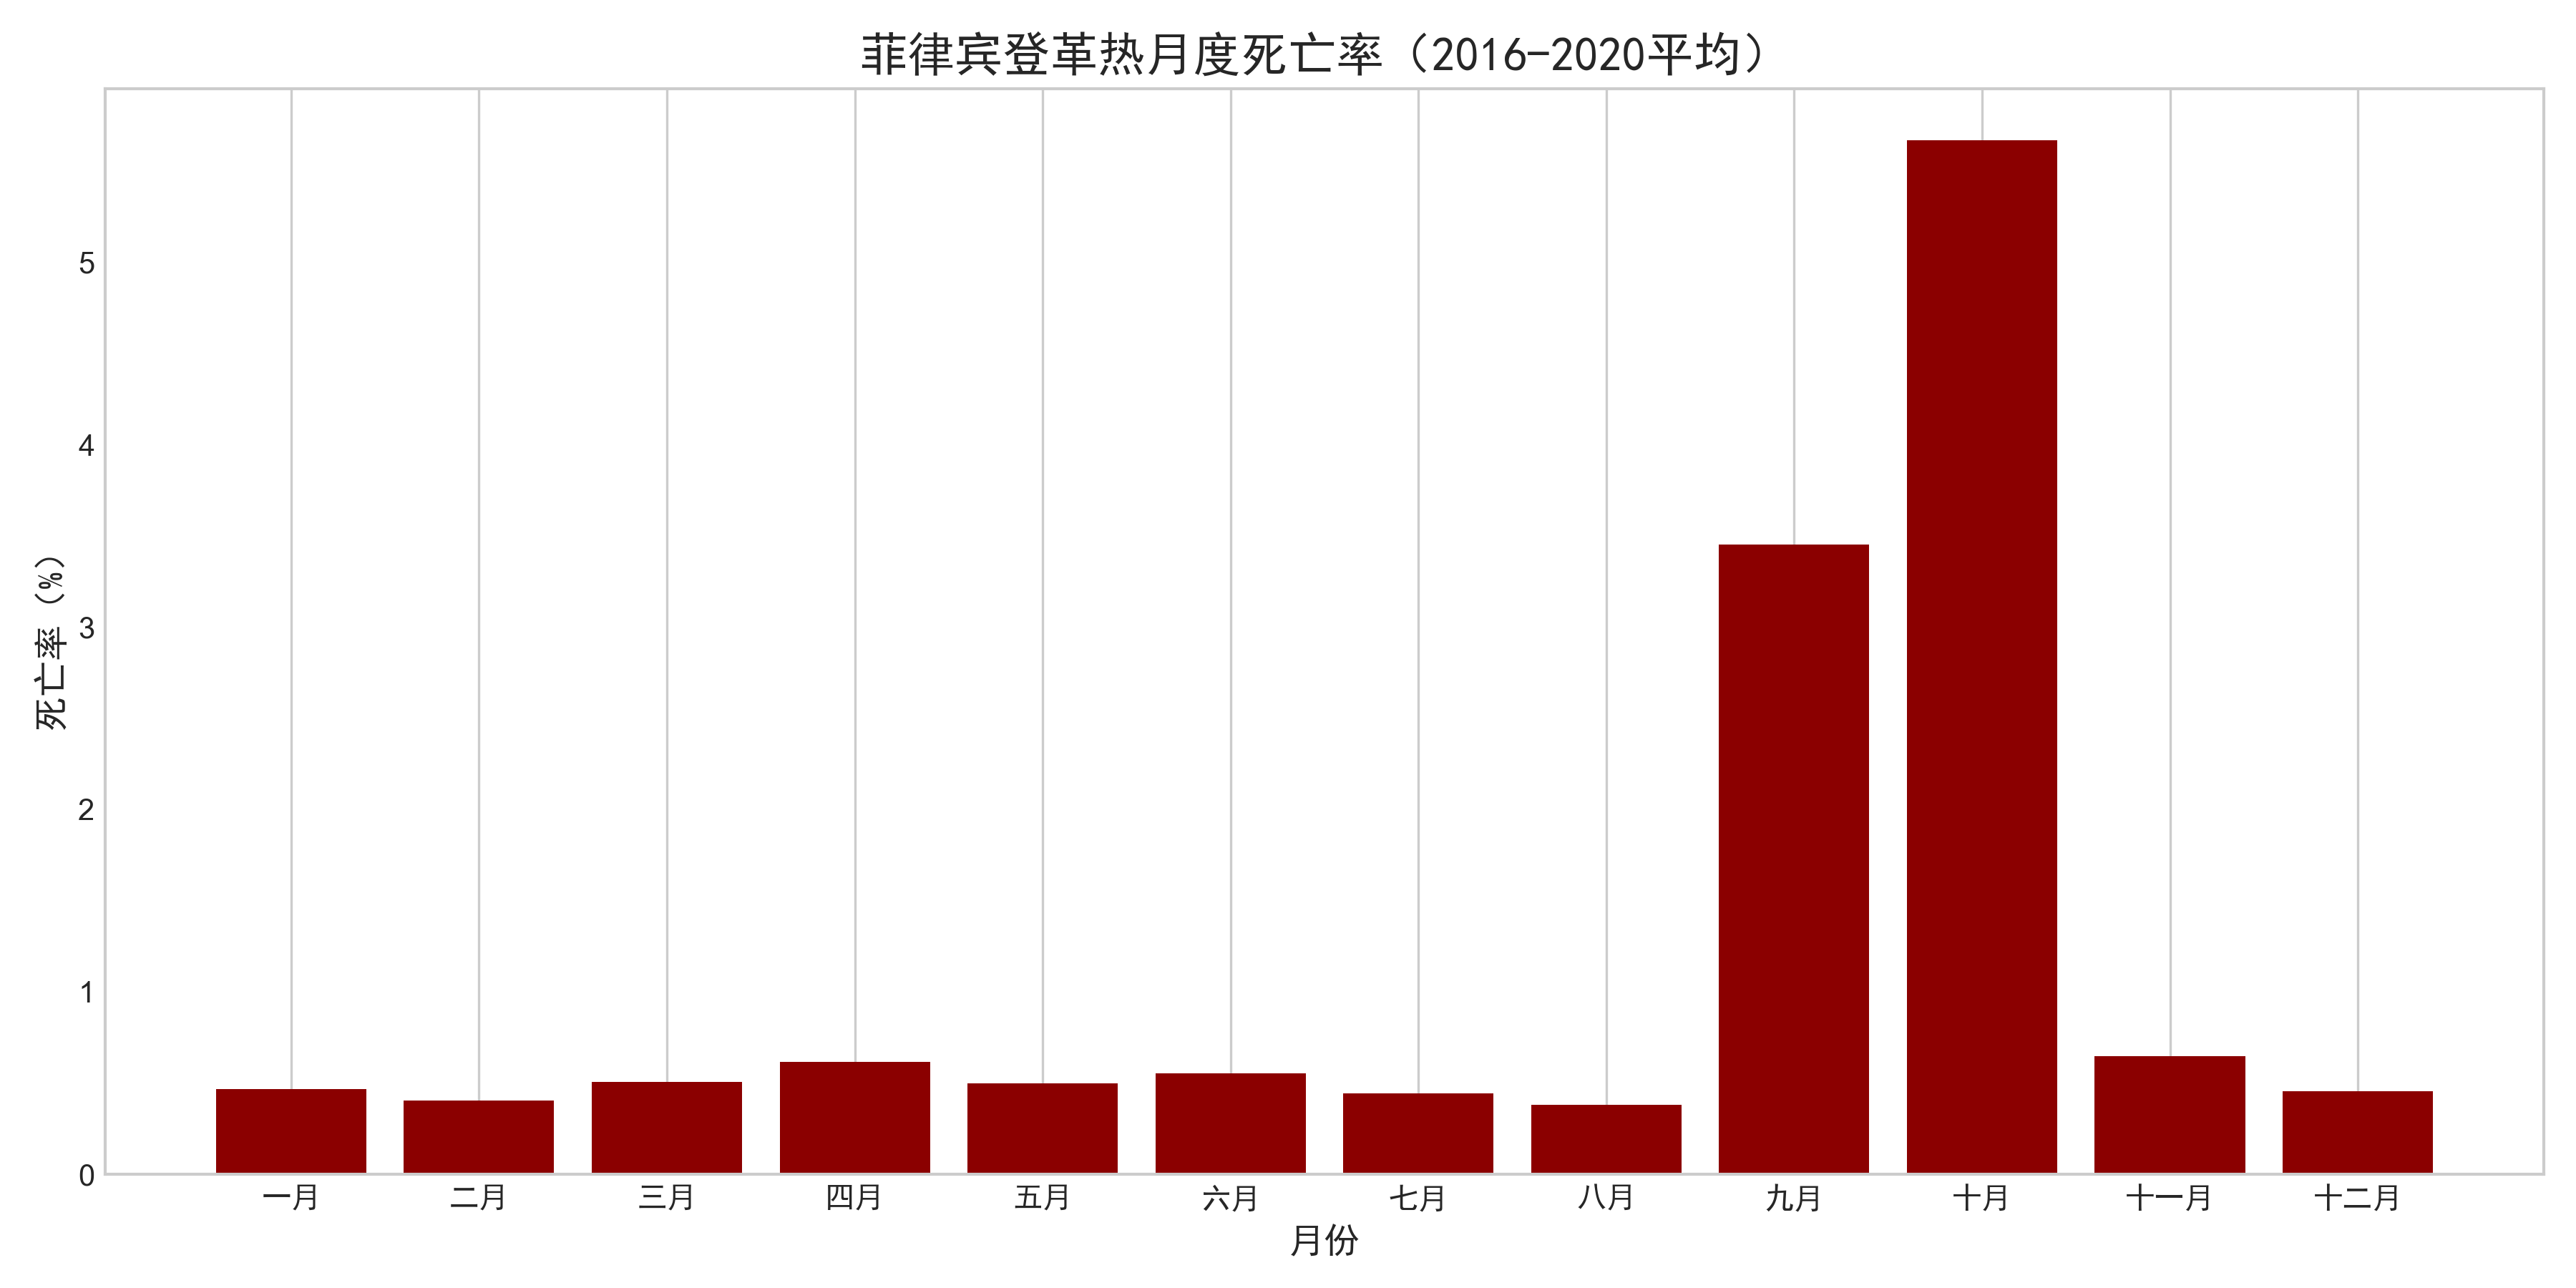 菲律宾登革热月度死亡率（2016-2020平均）
死亡率 (%)
5
4
3
2
1
0
一月 二月 三月 四月 五月 六月 七月 八月 九月 十月 十一月 十二月
月份